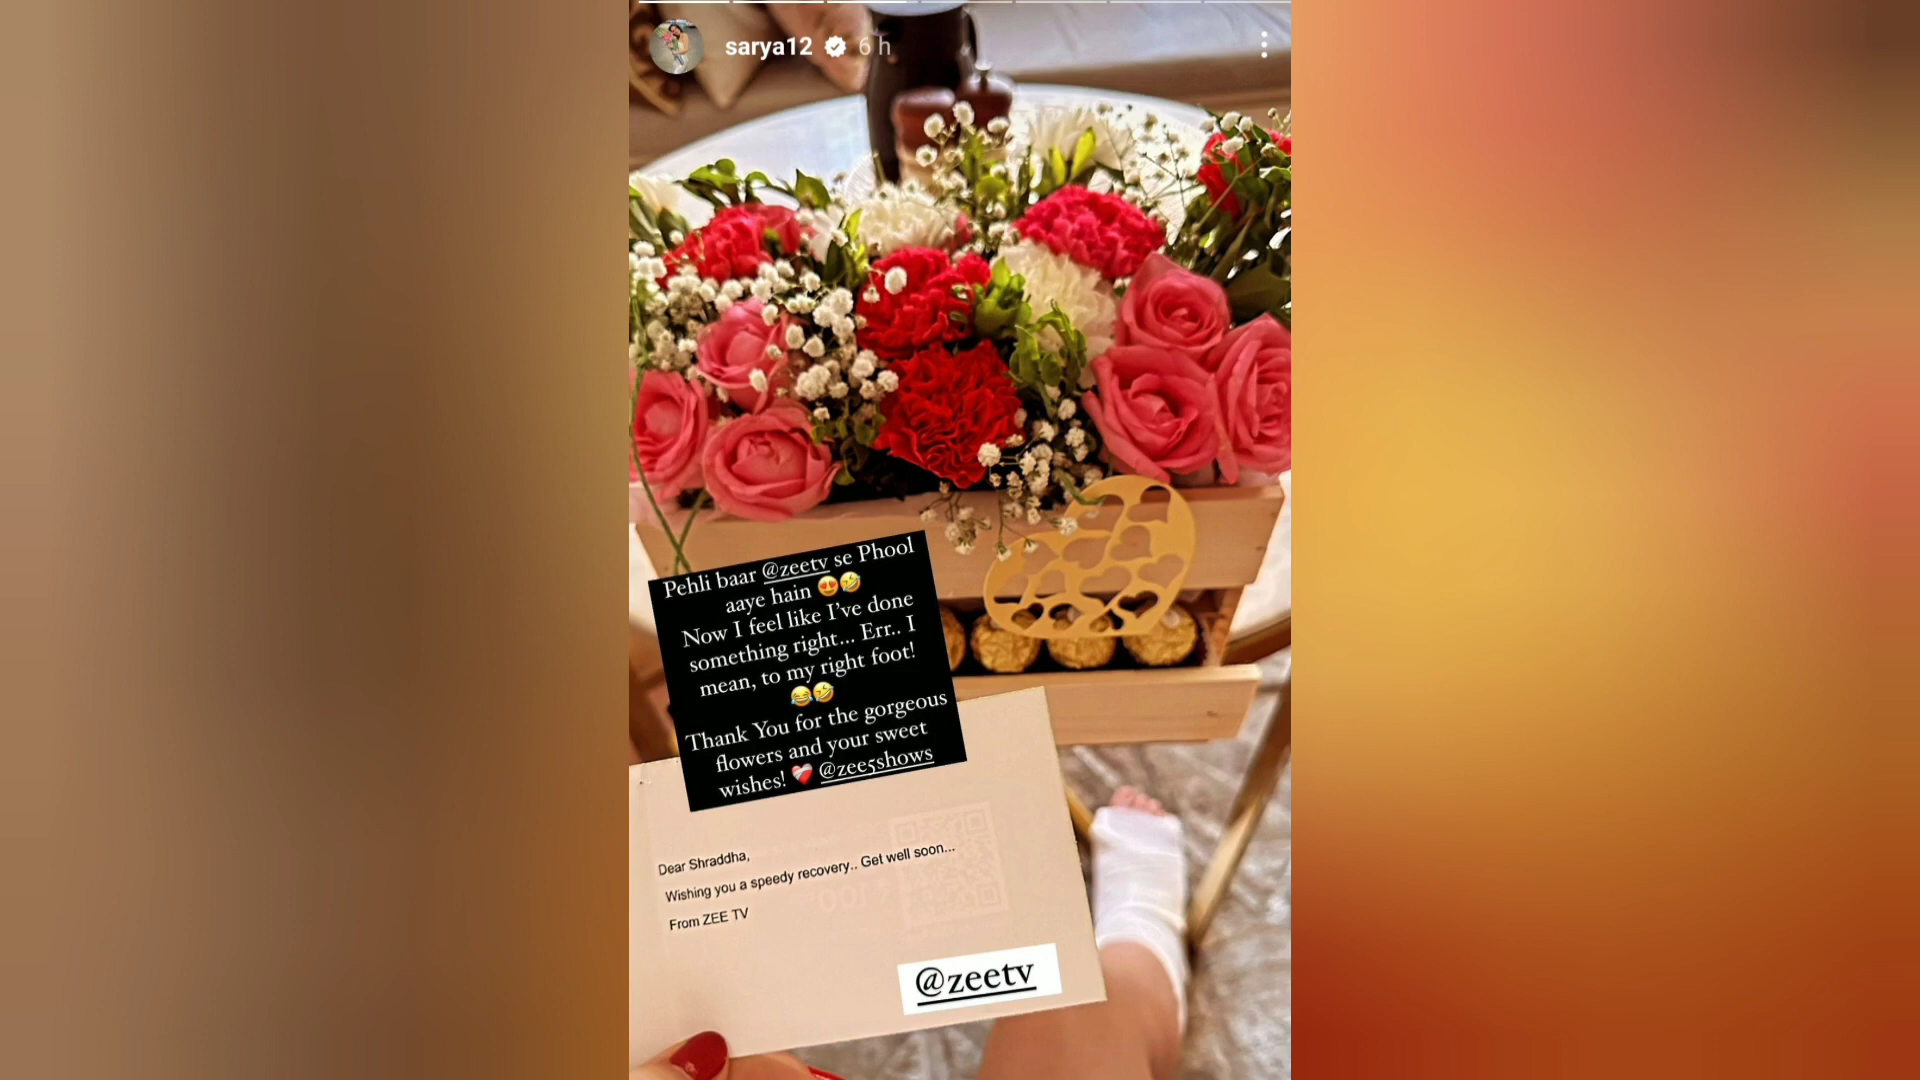 sarya12 6 h
Pehli baar @zeetv se Phool
aaye hain 😍🤣
Now I feel like I’ve done
something right... Err.. I
mean, to my right foot!
😂🤣
Thank You for the gorgeous
flowers and your sweet
wishes! ❤️‍🩹 @zee5shows
Dear Shraddha,
Wishing you a speedy recovery.. Get well soon...
From ZEE TV
@zeetv